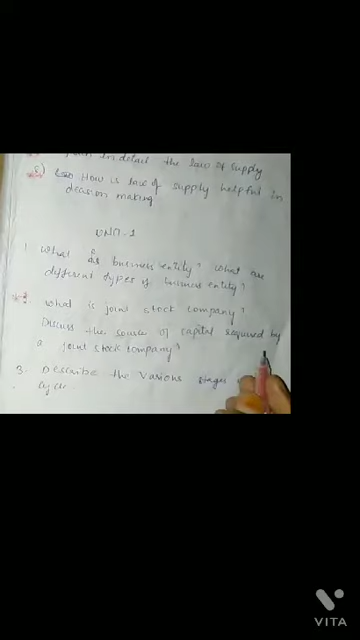 in detail the law of supply
5) How is law of supply helpful in
decision making
UNIT-1
1. What is business entity? What are
different types of business entity?
2. What is joint stock company?
Discuss the source of capital required by
a joint stock company?
3. Describe the various stages
cycle
VITA